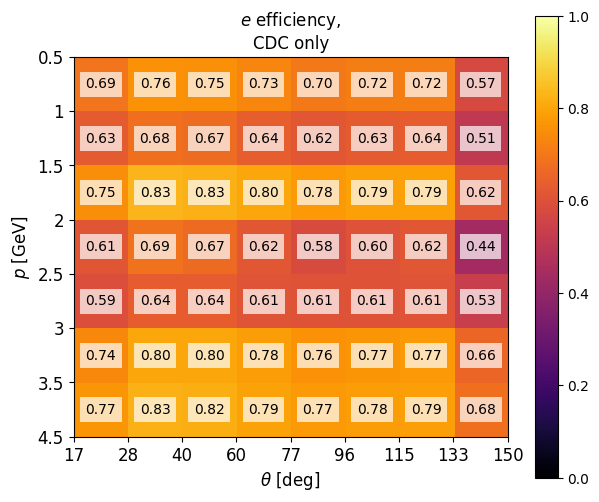 e efficiency,
CDC only
0.5
0.69 0.76 0.75 0.73 0.70 0.72 0.72 0.57
1
0.63 0.68 0.67 0.64 0.62 0.63 0.64 0.51
1.5
0.75 0.83 0.83 0.80 0.78 0.79 0.79 0.62
2
0.61 0.69 0.67 0.62 0.58 0.60 0.62 0.44
2.5
0.59 0.64 0.64 0.61 0.61 0.61 0.61 0.53
3
0.74 0.80 0.80 0.78 0.76 0.77 0.77 0.66
3.5
0.77 0.83 0.82 0.79 0.77 0.78 0.79 0.68
4.5
17 28 40 60 77 96 115 133 150
θ [deg]
p [GeV]
1.0
0.8
0.6
0.4
0.2
0.0